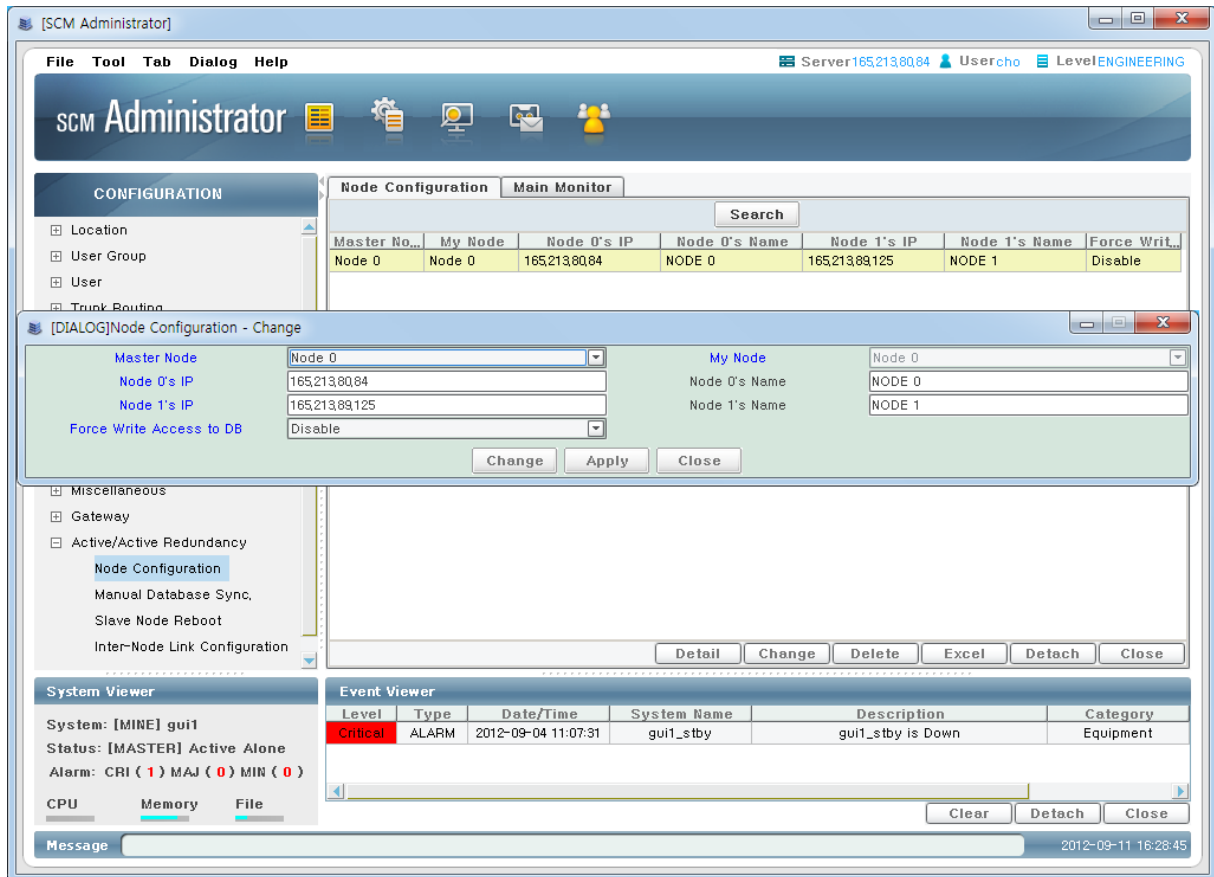 [SCM Administrator]
File Tool Tab Dialog Help Server165,213,80,84 Usercho LevelENGINEERING
SCM Administrator
CONFIGURATION
Location
User Group
User
Trunk Routing
Node Configuration Main Monitor
Search
Master No... My Node Node 0's IP Node 0's Name Node 1's IP Node 1's Name Force Writ...
Node 0 Node 0 165,213,80,84 NODE 0 165,213,89,125 NODE 1 Disable
[DIALOG]Node Configuration - Change
Master Node Node 0 My Node Node 0
Node 0's IP 165,213,80,84 Node 0's Name NODE 0
Node 1's IP 165,213,89,125 Node 1's Name NODE 1
Force Write Access to DB Disable
Change Apply Close
Miscellaneous
Gateway
Active/Active Redundancy
Node Configuration
Manual Database Sync,
Slave Node Reboot
Inter-Node Link Configuration
Detail Change Delete Excel Detach Close
System Viewer
System: [MINE] gui1
Status: [MASTER] Active Alone
Alarm: CRI ( 1 ) MAJ ( 0 ) MIN ( 0 )
CPU Memory File
Event Viewer
Level Type Date/Time System Name Description Category
Critical ALARM 2012-09-04 11:07:31 gui1_stby gui1_stby is Down Equipment
Clear Detach Close
Message 2012-09-11 16:28:45